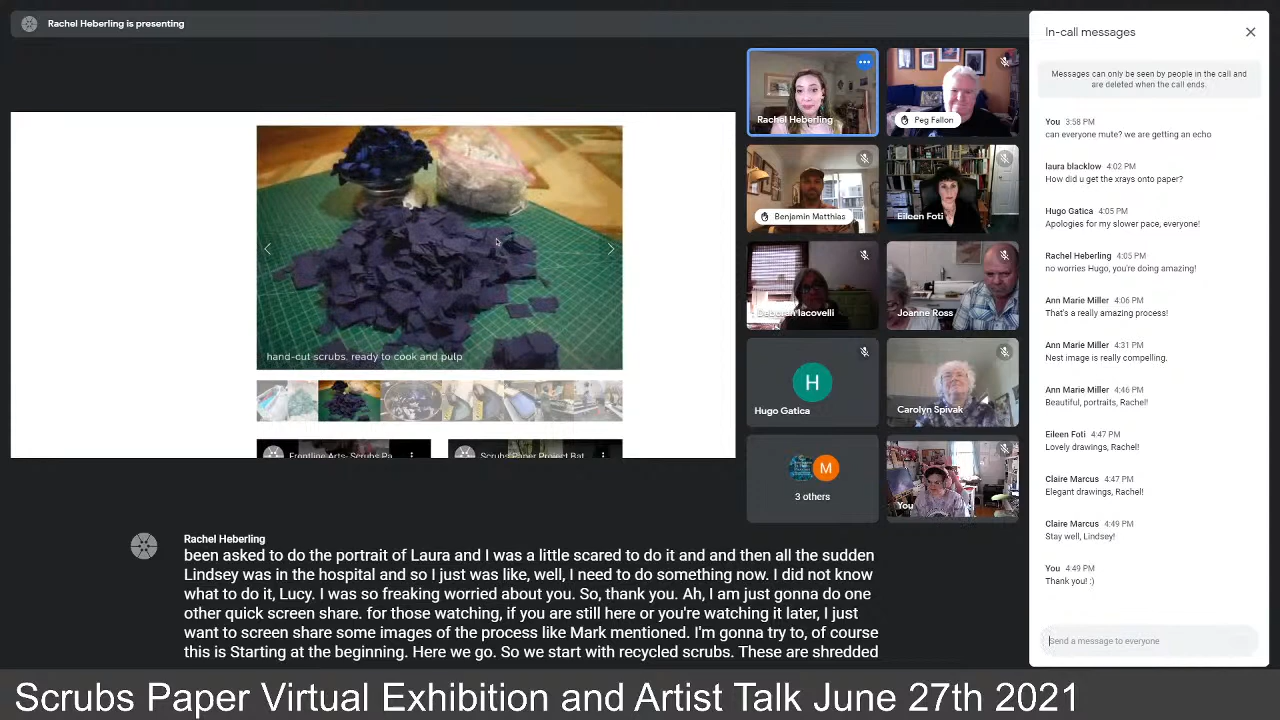 Rachel Heberling is presenting
hand-cut scrubs, ready to cook and pulp
Frontline Arts- Scrubs Pa
Scrubs Paper Project Bat
Rachel Heberling
Peg Fallon
Benjamin Matthias
Eileen Foti
Deborah Iacovelli
Joanne Ross
H
Hugo Gatica
Carolyn Spivak
M
3 others
You
Rachel Heberling
been asked to do the portrait of Laura and I was a little scared to do it and and then all the sudden
Lindsey was in the hospital and so I just was like, well, I need to do something now. I did not know
what to do it, Lucy. I was so freaking worried about you. So, thank you. Ah, I am just gonna do one
other quick screen share. for those watching, if you are still here or you're watching it later, I just
want to screen share some images of the process like Mark mentioned. I'm gonna try to, of course
this is Starting at the beginning. Here we go. So we start with recycled scrubs. These are shredded
In-call messages
Messages can only be seen by people in the call and
are deleted when the call ends.
You 3:58 PM
can everyone mute? we are getting an echo
laura blacklow 4:02 PM
How did u get the xrays onto paper?
Hugo Gatica 4:05 PM
Apologies for my slower pace, everyone!
Rachel Heberling 4:05 PM
no worries Hugo, you're doing amazing!
Ann Marie Miller 4:06 PM
That's a really amazing process!
Ann Marie Miller 4:31 PM
Nest image is really compelling.
Ann Marie Miller 4:46 PM
Beautiful, portraits, Rachel!
Eileen Foti 4:47 PM
Lovely drawings, Rachel!
Claire Marcus 4:47 PM
Elegant drawings, Rachel!
Claire Marcus 4:49 PM
Stay well, Lindsey!
You 4:49 PM
Thank you! :)
Send a message to everyone
Scrubs Paper Virtual Exhibition and Artist Talk June 27th 2021